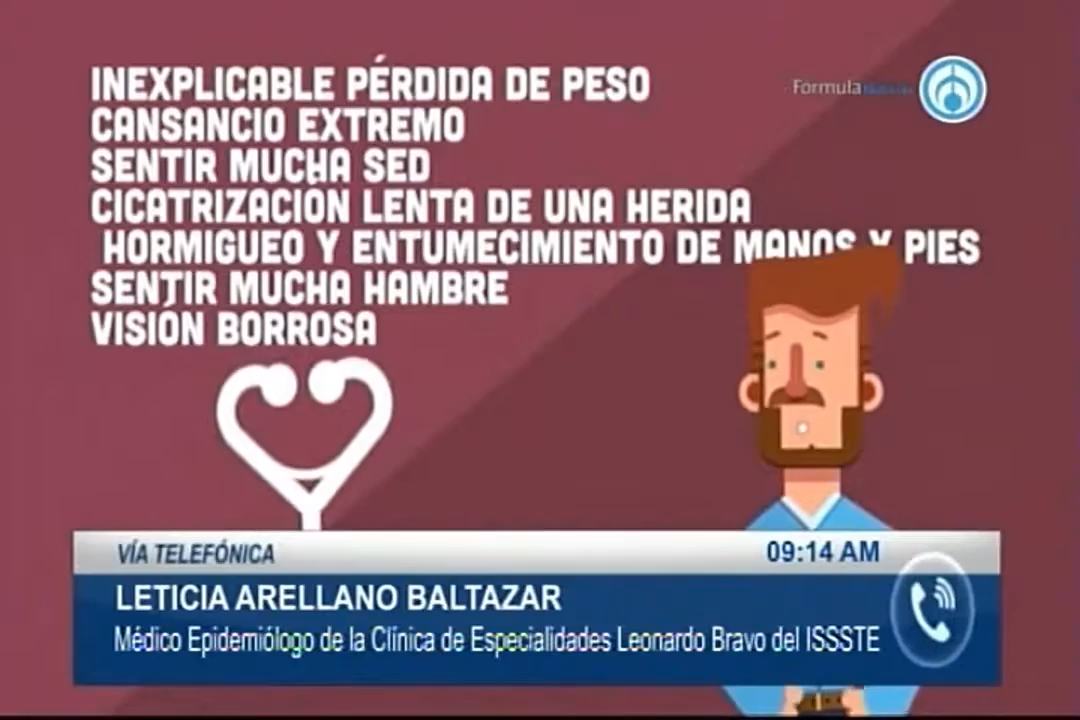 INEXPLICABLE PÉRDIDA DE PESO
Formula
CANSANCIO EXTREMO
SENTIR MUCHA SED
CICATRIZACIÓN LENTA DE UNA HERIDA
HORMIGUEO Y ENTUMECIMIENTO DE MANOS Y PIES
SENTIR MUCHA HAMBRE
VISIÓN BORROSA
VÍA TELEFÓNICA
09:14 AM
LETICIA ARELLANO BALTAZAR
Médico Epidemiólogo de la Clínica de Especialidades Leonardo Bravo del ISSSTE